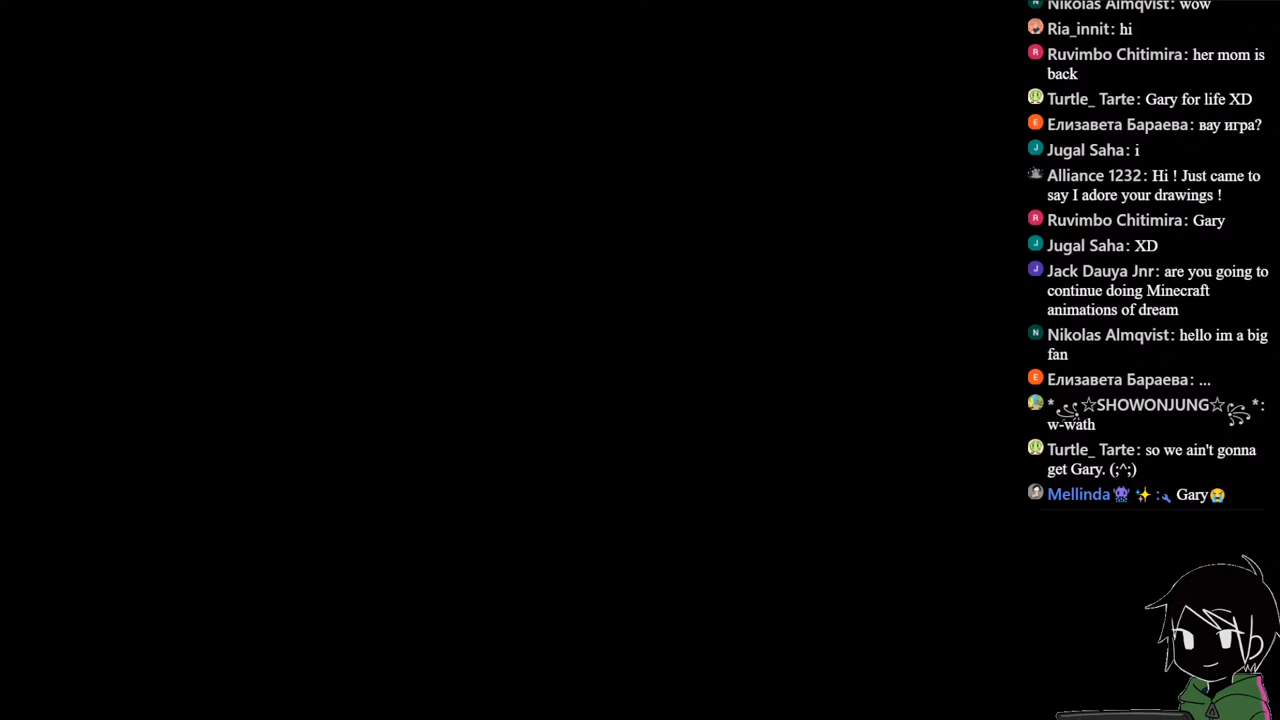 Nikolas Almqvist: wow
Ria_innit: hi
Ruvimbo Chitimira: her mom is
back
Turtle_ Tarte: Gary for life XD
Елизавета Бараева: вау игра?
Jugal Saha: i
Alliance 1232: Hi ! Just came to
say I adore your drawings !
Ruvimbo Chitimira: Gary
Jugal Saha: XD
Jack Dauya Jnr: are you going to
continue doing Minecraft
animations of dream
Nikolas Almqvist: hello im a big
fan
Елизавета Бараева: ...
*ڰۣ☆SHOWONJUNG☆ڰۣ*:
w-wath
Turtle_ Tarte: so we ain't gonna
get Gary. (;^;)
Mellinda👾 ✨ :🔧 Gary😭